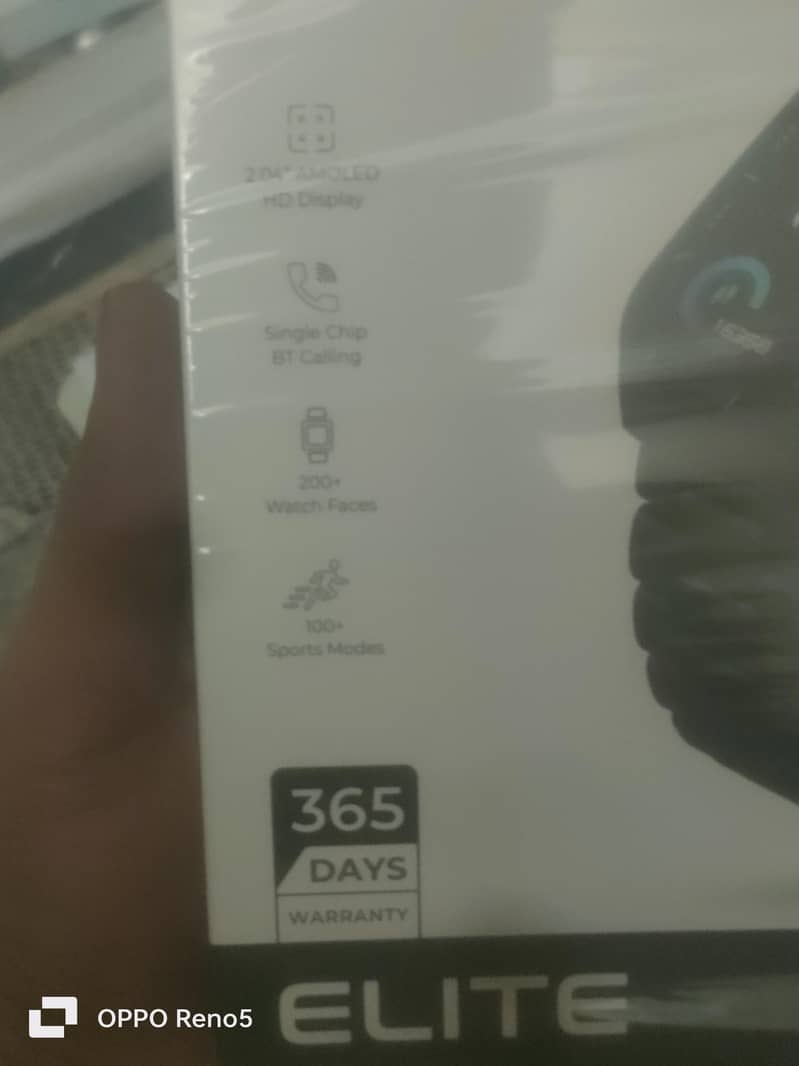 2.04" AMOLED
HD Display
Single Chip
BT Calling
200+
Watch Faces
100+
Sports Modes
365
DAYS
WARRANTY
ELITE
OPPO Reno5